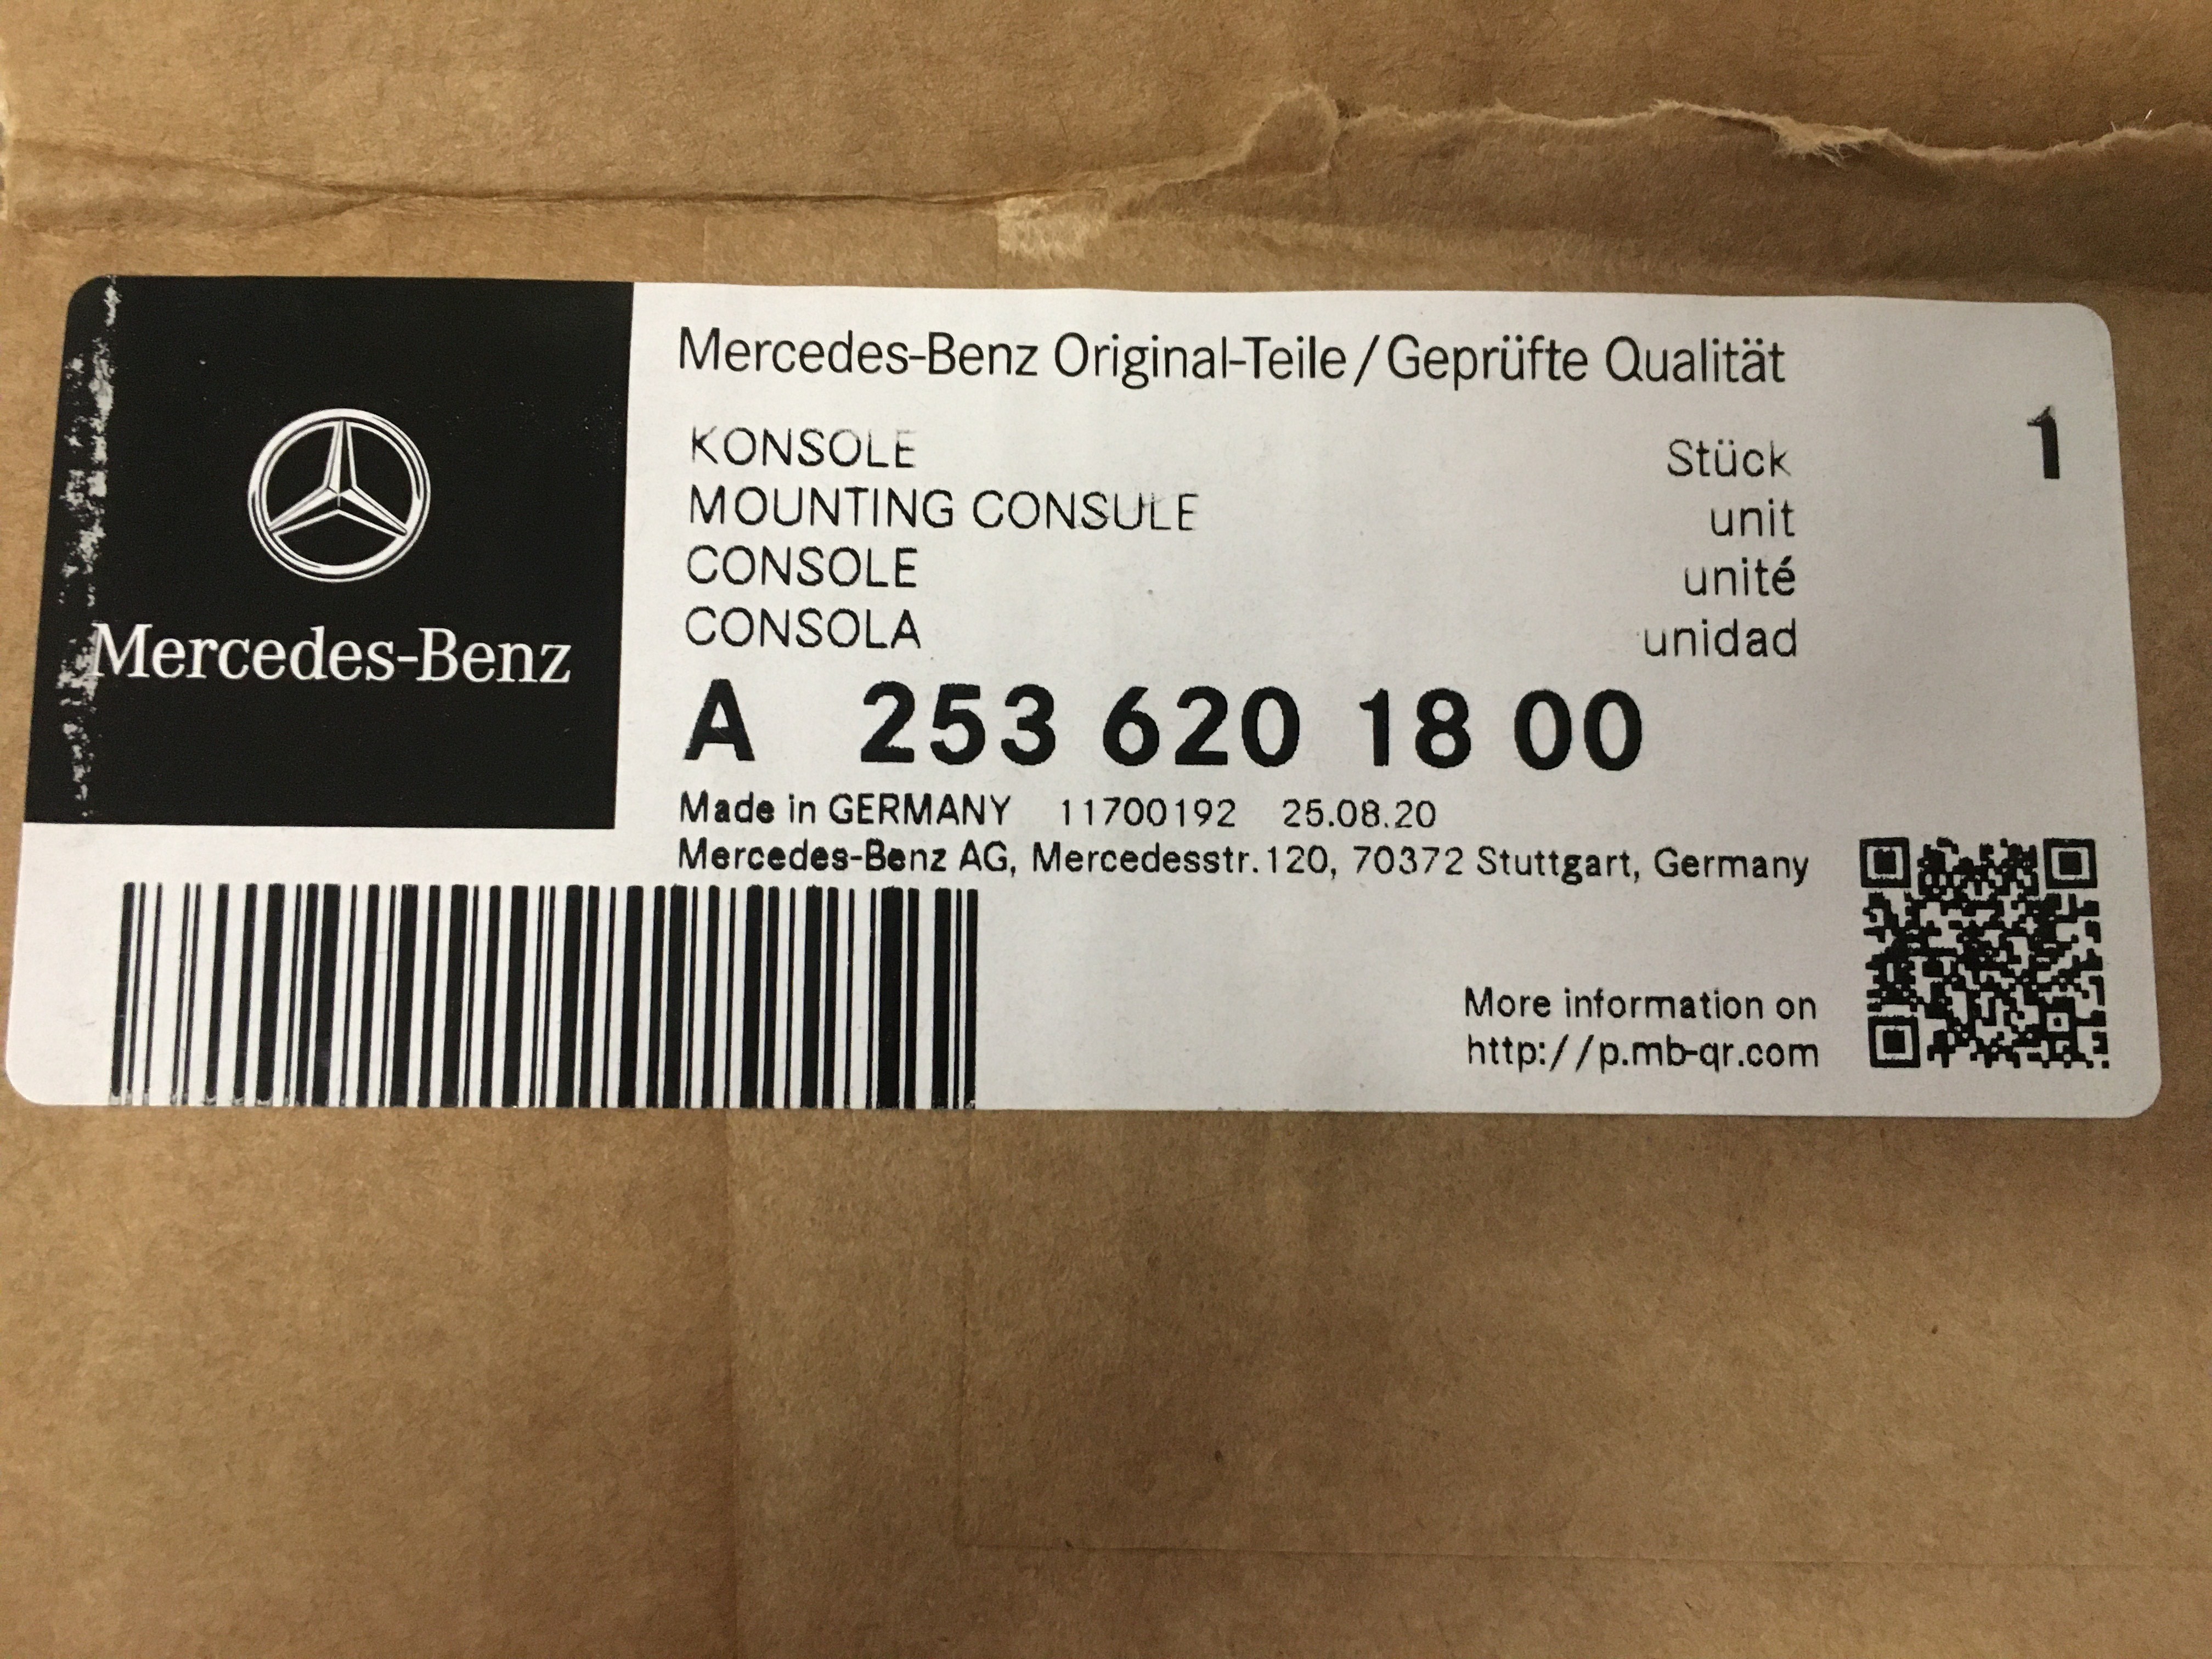 Mercedes-Benz Original-Teile/Geprüfte Qualität
KONSOLE
MOUNTING CONSULE
CONSOLE
CONSOLA
Stück
unit
unité
unidad
1
Mercedes-Benz
A 253 620 18 00
Made in GERMANY 11700192 25.08.20
Mercedes-Benz AG, Mercedesstr.120, 70372 Stuttgart, Germany
More information on
http://p.mb-qr.com